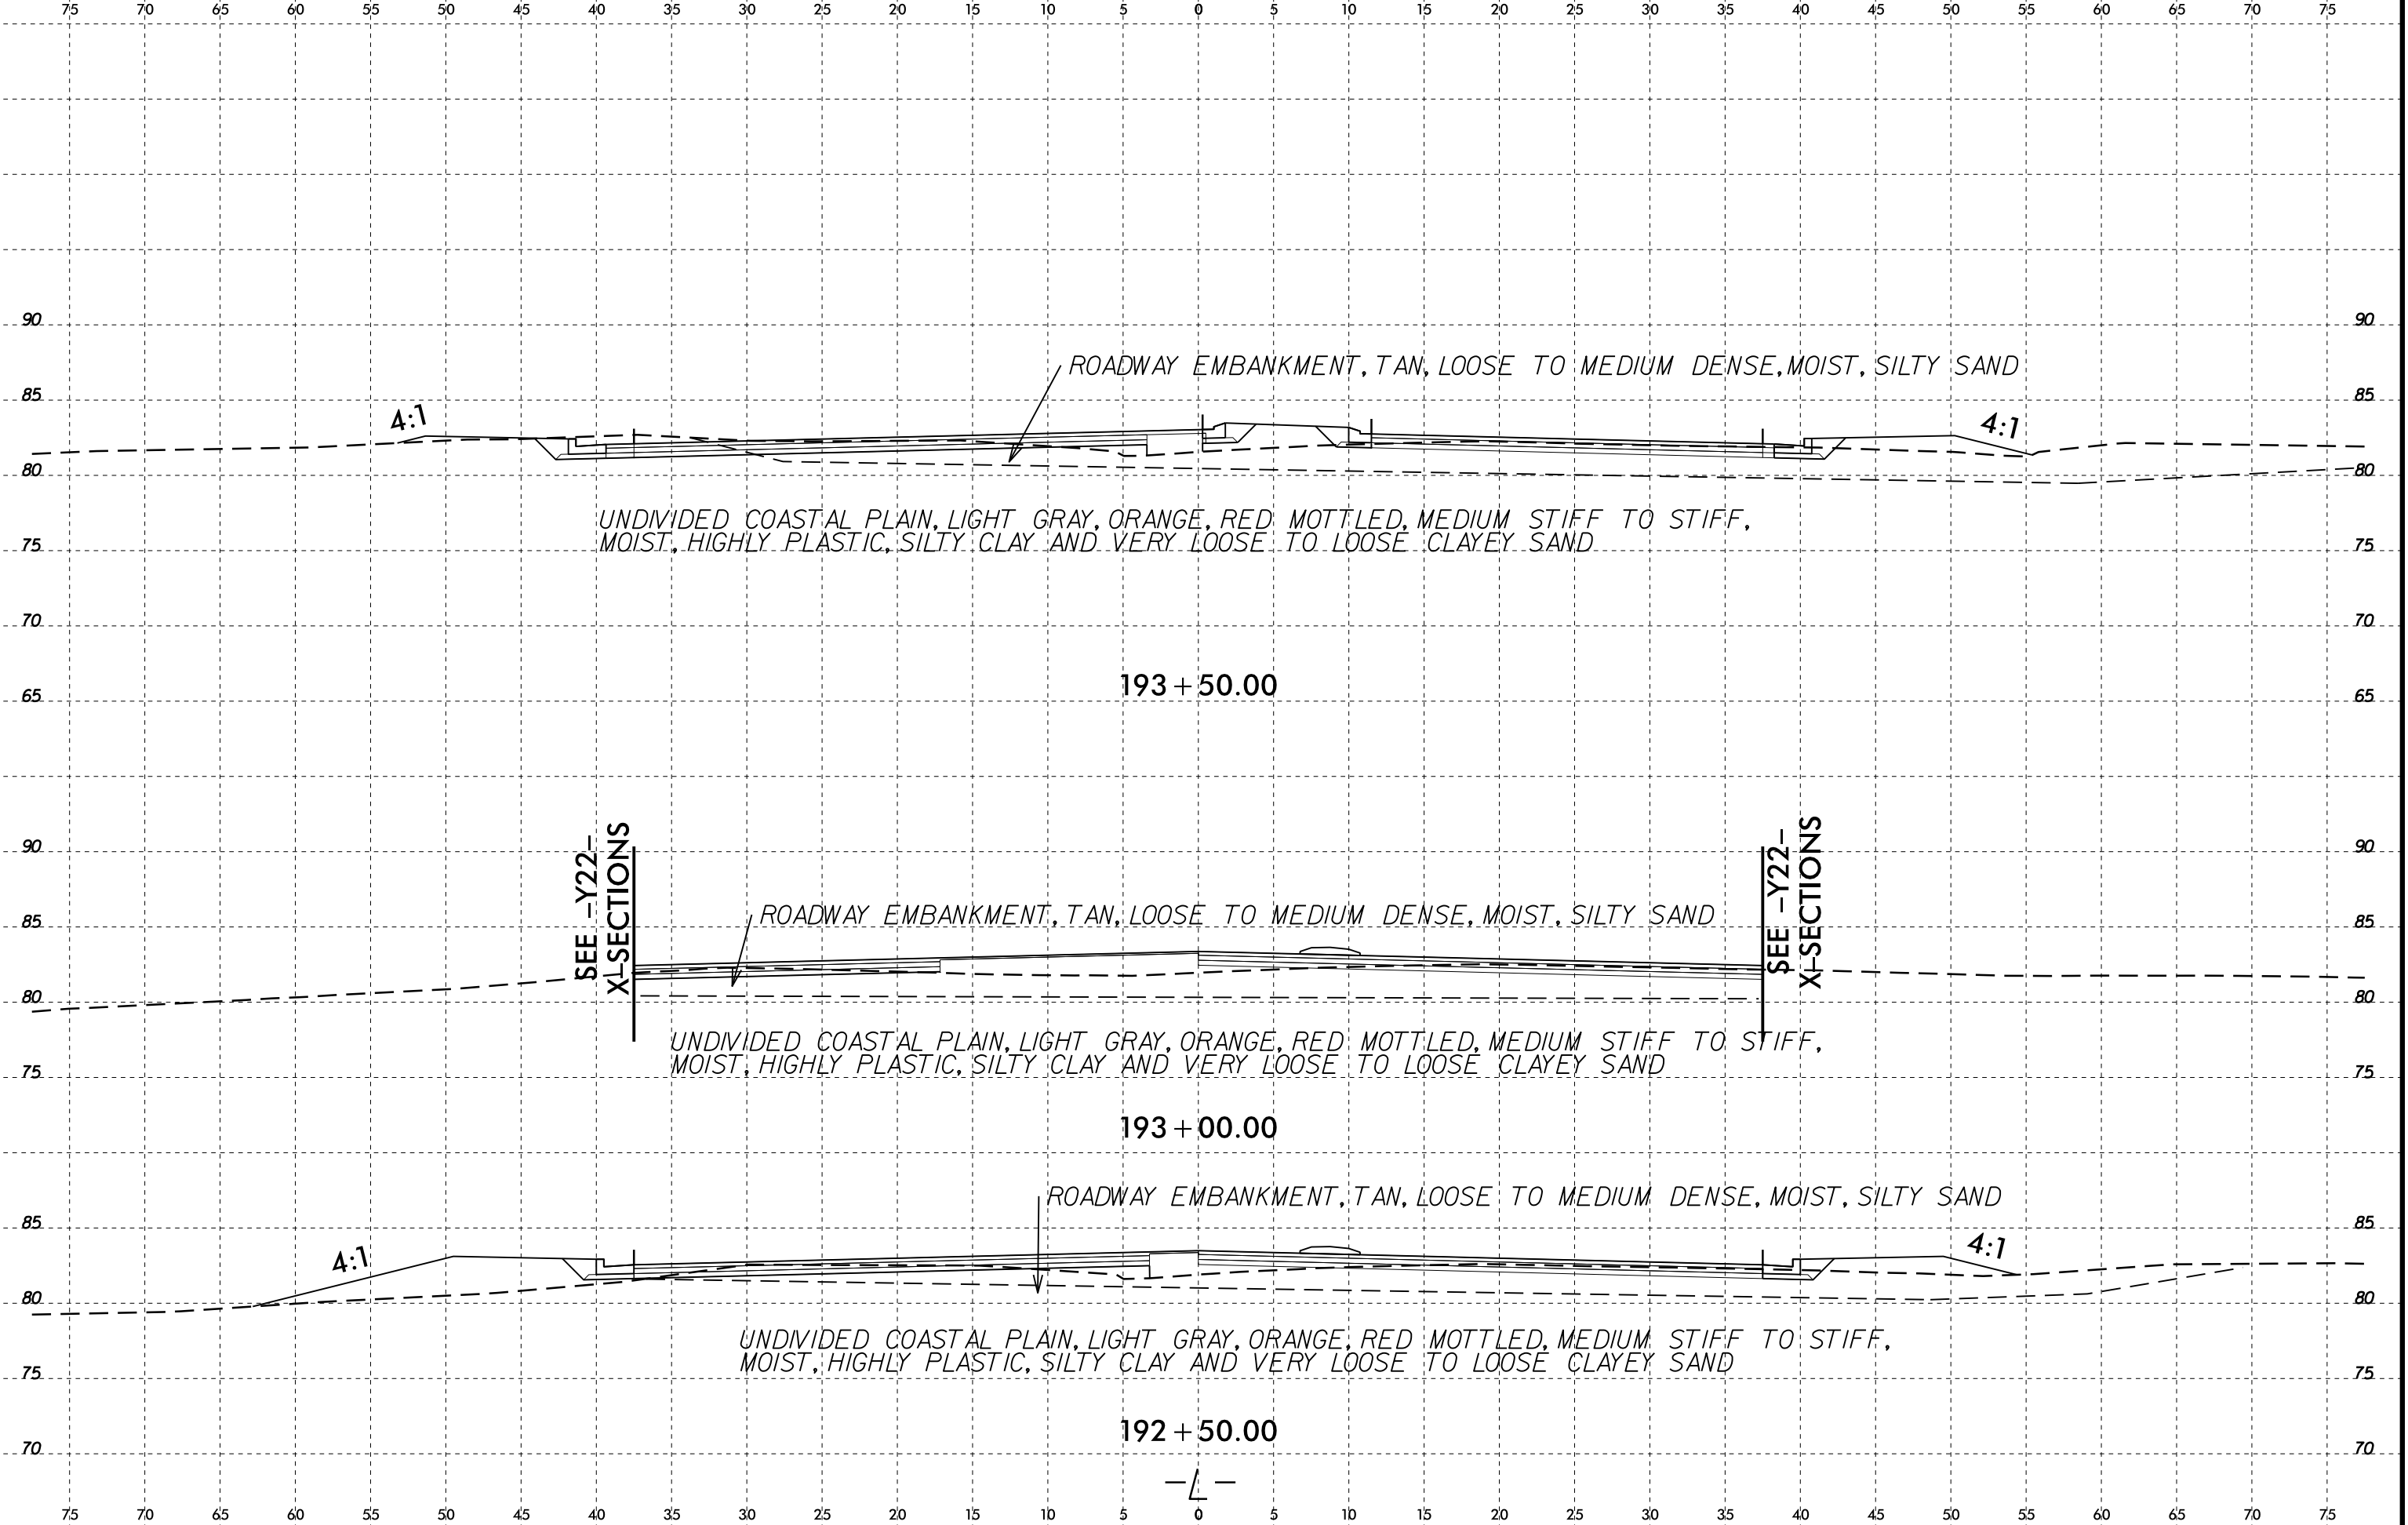 75 70 65 60 55 50 45 40 35 30 25 20 15 10 5 0 5 10 15 20 25 30 35 40 45 50 55 60 65 70 75
90 90
ROADWAY EMBANKMENT, TAN, LOOSE TO MEDIUM DENSE, MOIST, SILTY SAND
85 85
4:1 4:1
80 80
UNDIVIDED COASTAL PLAIN, LIGHT GRAY, ORANGE, RED MOTTLED, MEDIUM STIFF TO STIFF,
MOIST, HIGHLY PLASTIC, SILTY CLAY AND VERY LOOSE TO LOOSE CLAYEY SAND
75 75
70 70
193+50.00
65 65
90 90
SEE -Y22-
X-SECTIONS
SEE -Y22-
X-SECTIONS
ROADWAY EMBANKMENT, TAN, LOOSE TO MEDIUM DENSE, MOIST, SILTY SAND
85 85
80 80
UNDIVIDED COASTAL PLAIN, LIGHT GRAY, ORANGE, RED MOTTLED, MEDIUM STIFF TO STIFF,
MOIST, HIGHLY PLASTIC, SILTY CLAY AND VERY LOOSE TO LOOSE CLAYEY SAND
75 75
193+00.00
ROADWAY EMBANKMENT, TAN, LOOSE TO MEDIUM DENSE, MOIST, SILTY SAND
85 85
4:1 4:1
80 80
UNDIVIDED COASTAL PLAIN, LIGHT GRAY, ORANGE, RED MOTTLED, MEDIUM STIFF TO STIFF,
MOIST, HIGHLY PLASTIC, SILTY CLAY AND VERY LOOSE TO LOOSE CLAYEY SAND
75 75
192+50.00
70 70
-L-
75 70 65 60 55 50 45 40 35 30 25 20 15 10 5 0 5 10 15 20 25 30 35 40 45 50 55 60 65 70 75